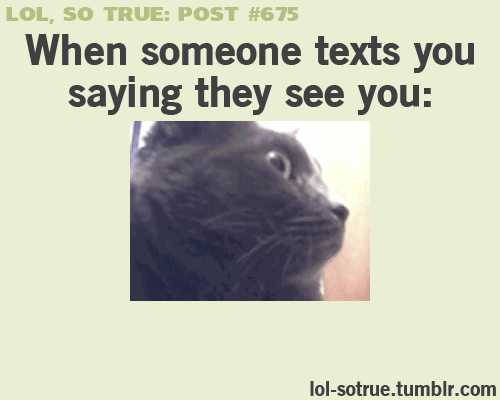 LOL, SO TRUE: POST #675
When someone texts you
saying they see you:
lol-sotrue.tumblr.com